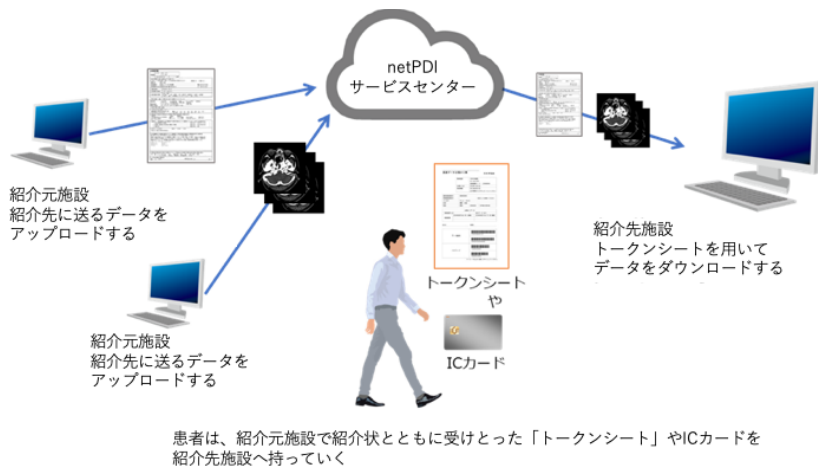 netPDI
サービスセンター
紹介元施設
紹介先に送るデータを
アップロードする
紹介元施設
紹介先に送るデータを
アップロードする
トークンシート
や
ICカード
紹介先施設
トークンシートを用いて
データをダウンロードする
患者は、紹介元施設で紹介状とともに受けとった「トークンシート」やICカードを
紹介先施設へ持っていく